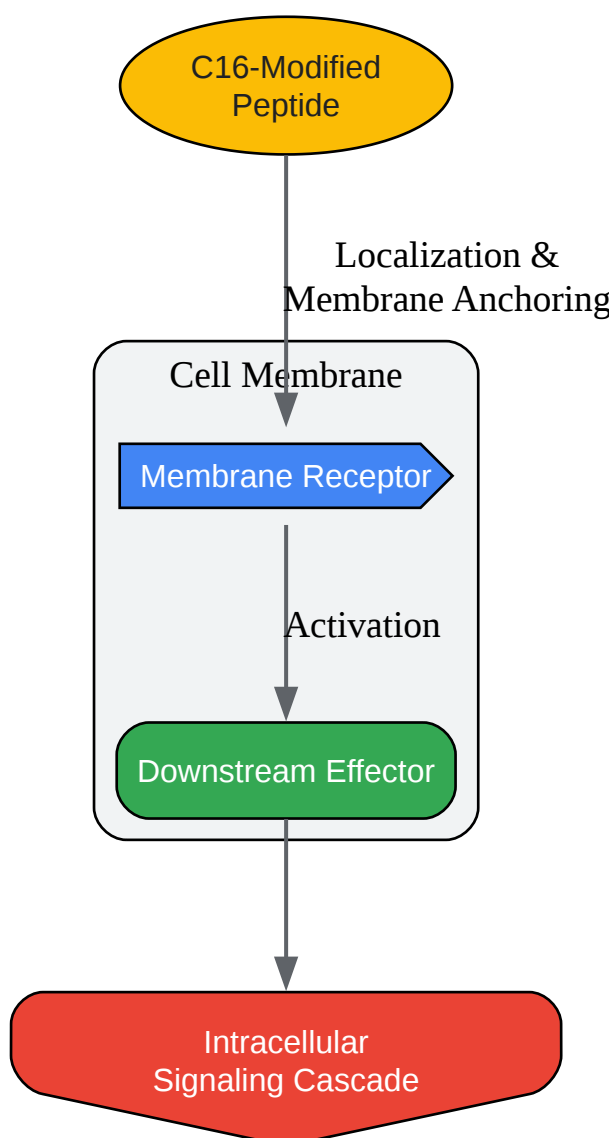 C16-Modified
Peptide
Localization &
Membrane Anchoring
Cell Membrane
Membrane Receptor
Activation
Downstream Effector
Intracellular
Signaling Cascade